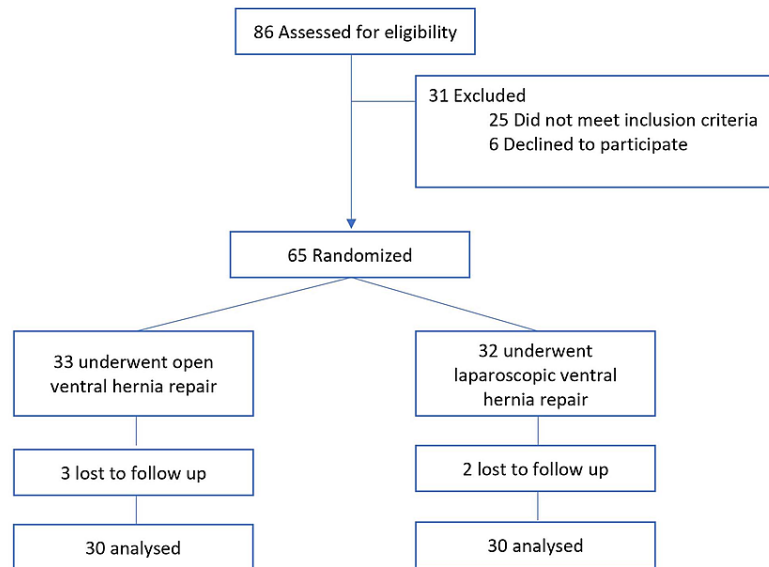 86 Assessed for eligibility
31 Excluded
25 Did not meet inclusion criteria
6 Declined to participate
65 Randomized
33 underwent open
ventral hernia repair
32 underwent
laparoscopic ventral
hernia repair
3 lost to follow up
2 lost to follow up
30 analysed
30 analysed